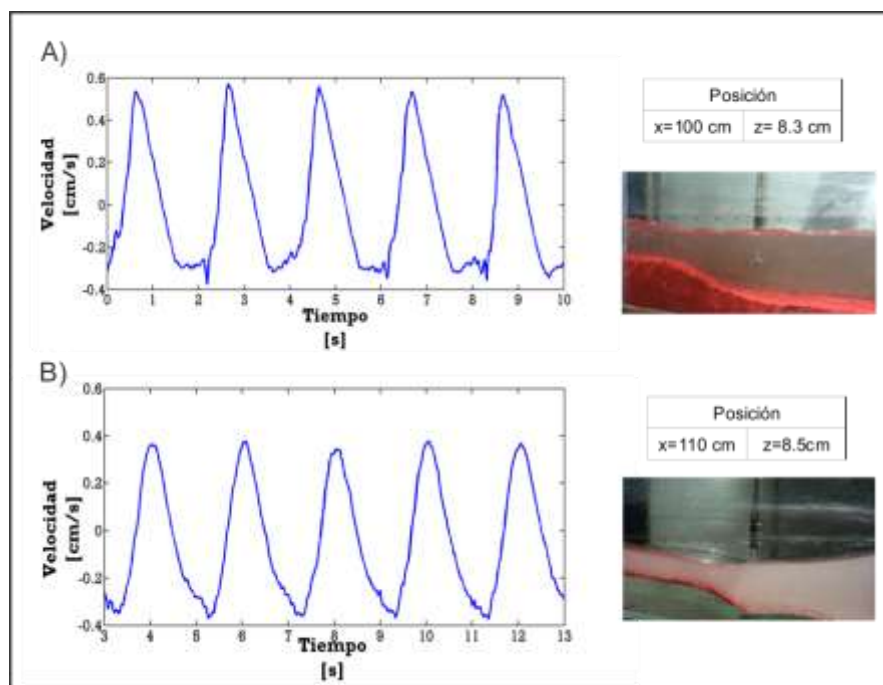 A)
0.6
0.4
0.2
0
-0.2
-0.4
Velocidad
[cm/s]
0 1 2 3 4 5 6 7 8 9 10
Tiempo
[s]
Posición
x=100 cm z= 8.3 cm
B)
0.6
0.4
0.2
0
-0.2
-0.4
Velocidad
[cm/s]
3 4 5 6 7 8 9 10 11 12 13
Tiempo
[s]
Posición
x=110 cm z=8.5cm